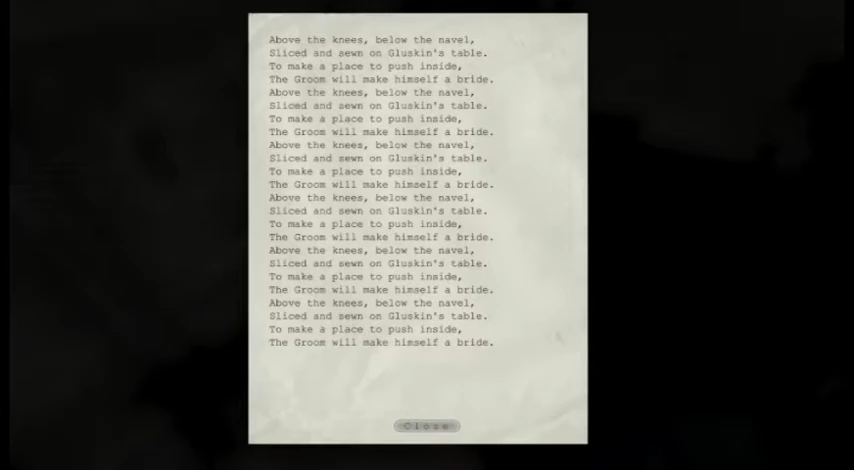 Above the knees, below the navel,
Sliced and sewn on Gluskin's table.
To make a place to push inside,
The Groom will make himself a bride.
Above the knees, below the navel,
Sliced and sewn on Gluskin's table.
To make a place to push inside,
The Groom will make himself a bride.
Above the knees, below the navel,
Sliced and sewn on Gluskin's table.
To make a place to push inside,
The Groom will make himself a bride.
Above the knees, below the navel,
Sliced and sewn on Gluskin's table.
To make a place to push inside,
The Groom will make himself a bride.
Above the knees, below the navel,
Sliced and sewn on Gluskin's table.
To make a place to push inside,
The Groom will make himself a bride.
Above the knees, below the navel,
Sliced and sewn on Gluskin's table.
To make a place to push inside,
The Groom will make himself a bride.
Close